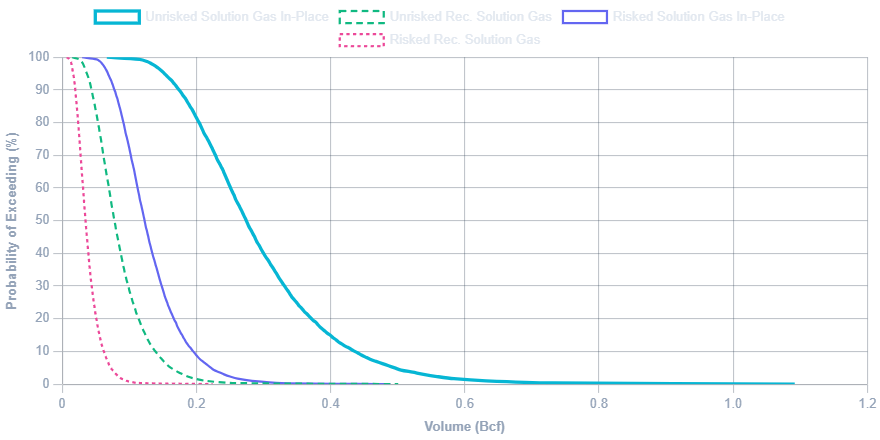 Unrisked Solution Gas In-Place Unrisked Rec. Solution Gas Risked Solution Gas In-Place
Risked Rec. Solution Gas
Probability of Exceeding (%)
100
90
80
70
60
50
40
30
20
10
0
0 0.2 0.4 0.6 0.8 1.0 1.2
Volume (Bcf)